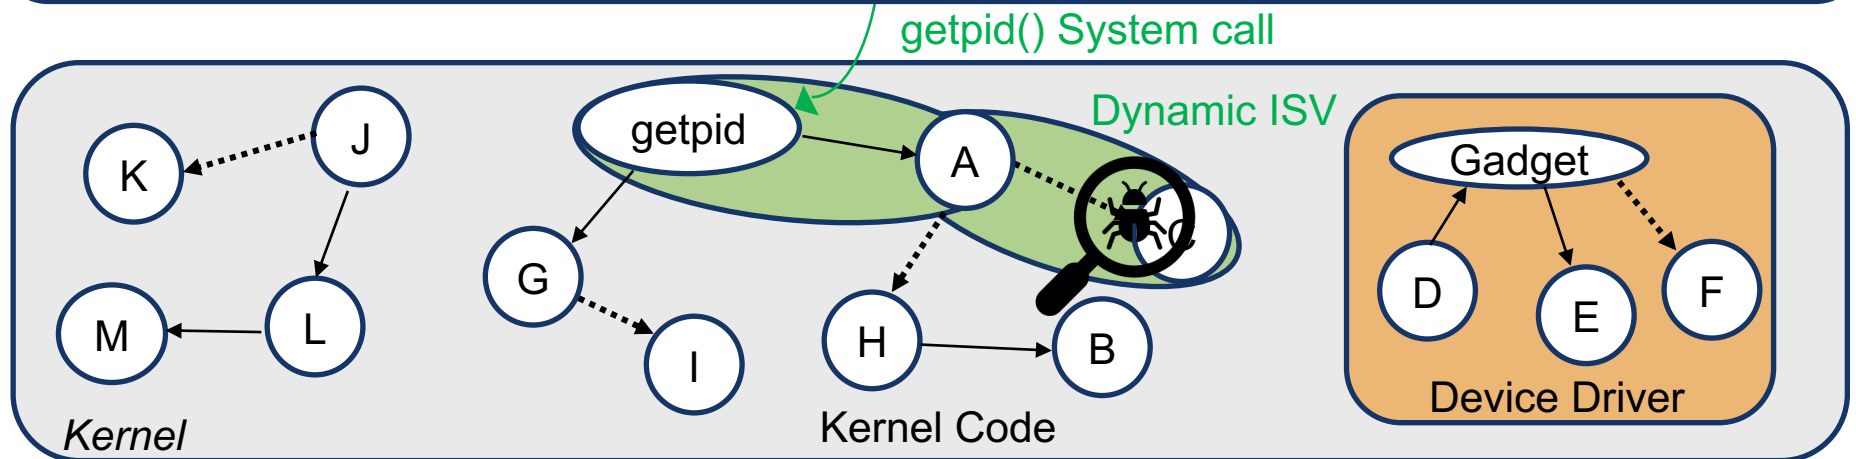 getpid() System call
Dynamic ISV
getpid
A
C
J
K
G
L
M
I
H
B
Gadget
D
E
F
Device Driver
Kernel Code
Kernel